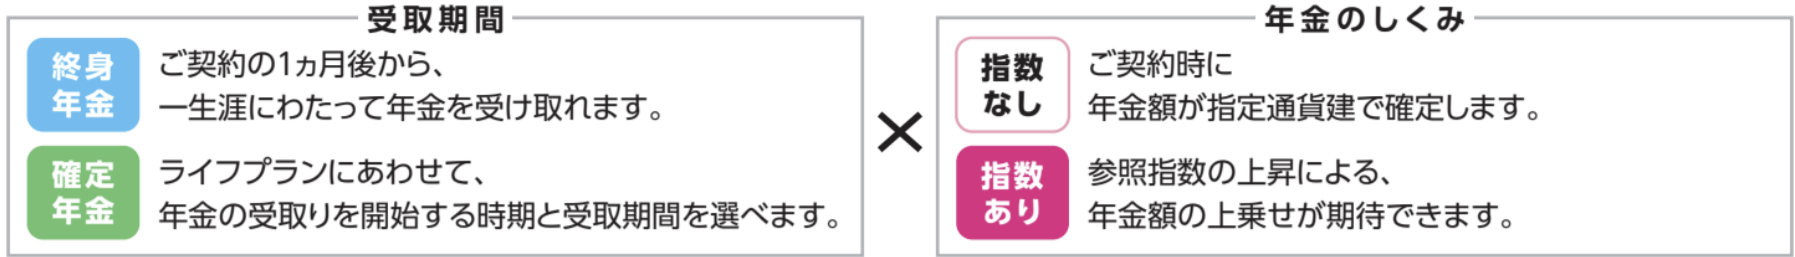 受取期間
終身
年金
ご契約の1ヵ月後から、
一生涯にわたって年金を受け取れます。
確定
年金
ライフプランにあわせて、
年金の受取りを開始する時期と受取期間を選べます。
×
年金のしくみ
指数
なし
ご契約時に
年金額が指定通貨建で確定します。
指数
あり
参照指数の上昇による、
年金額の上乗せが期待できます。